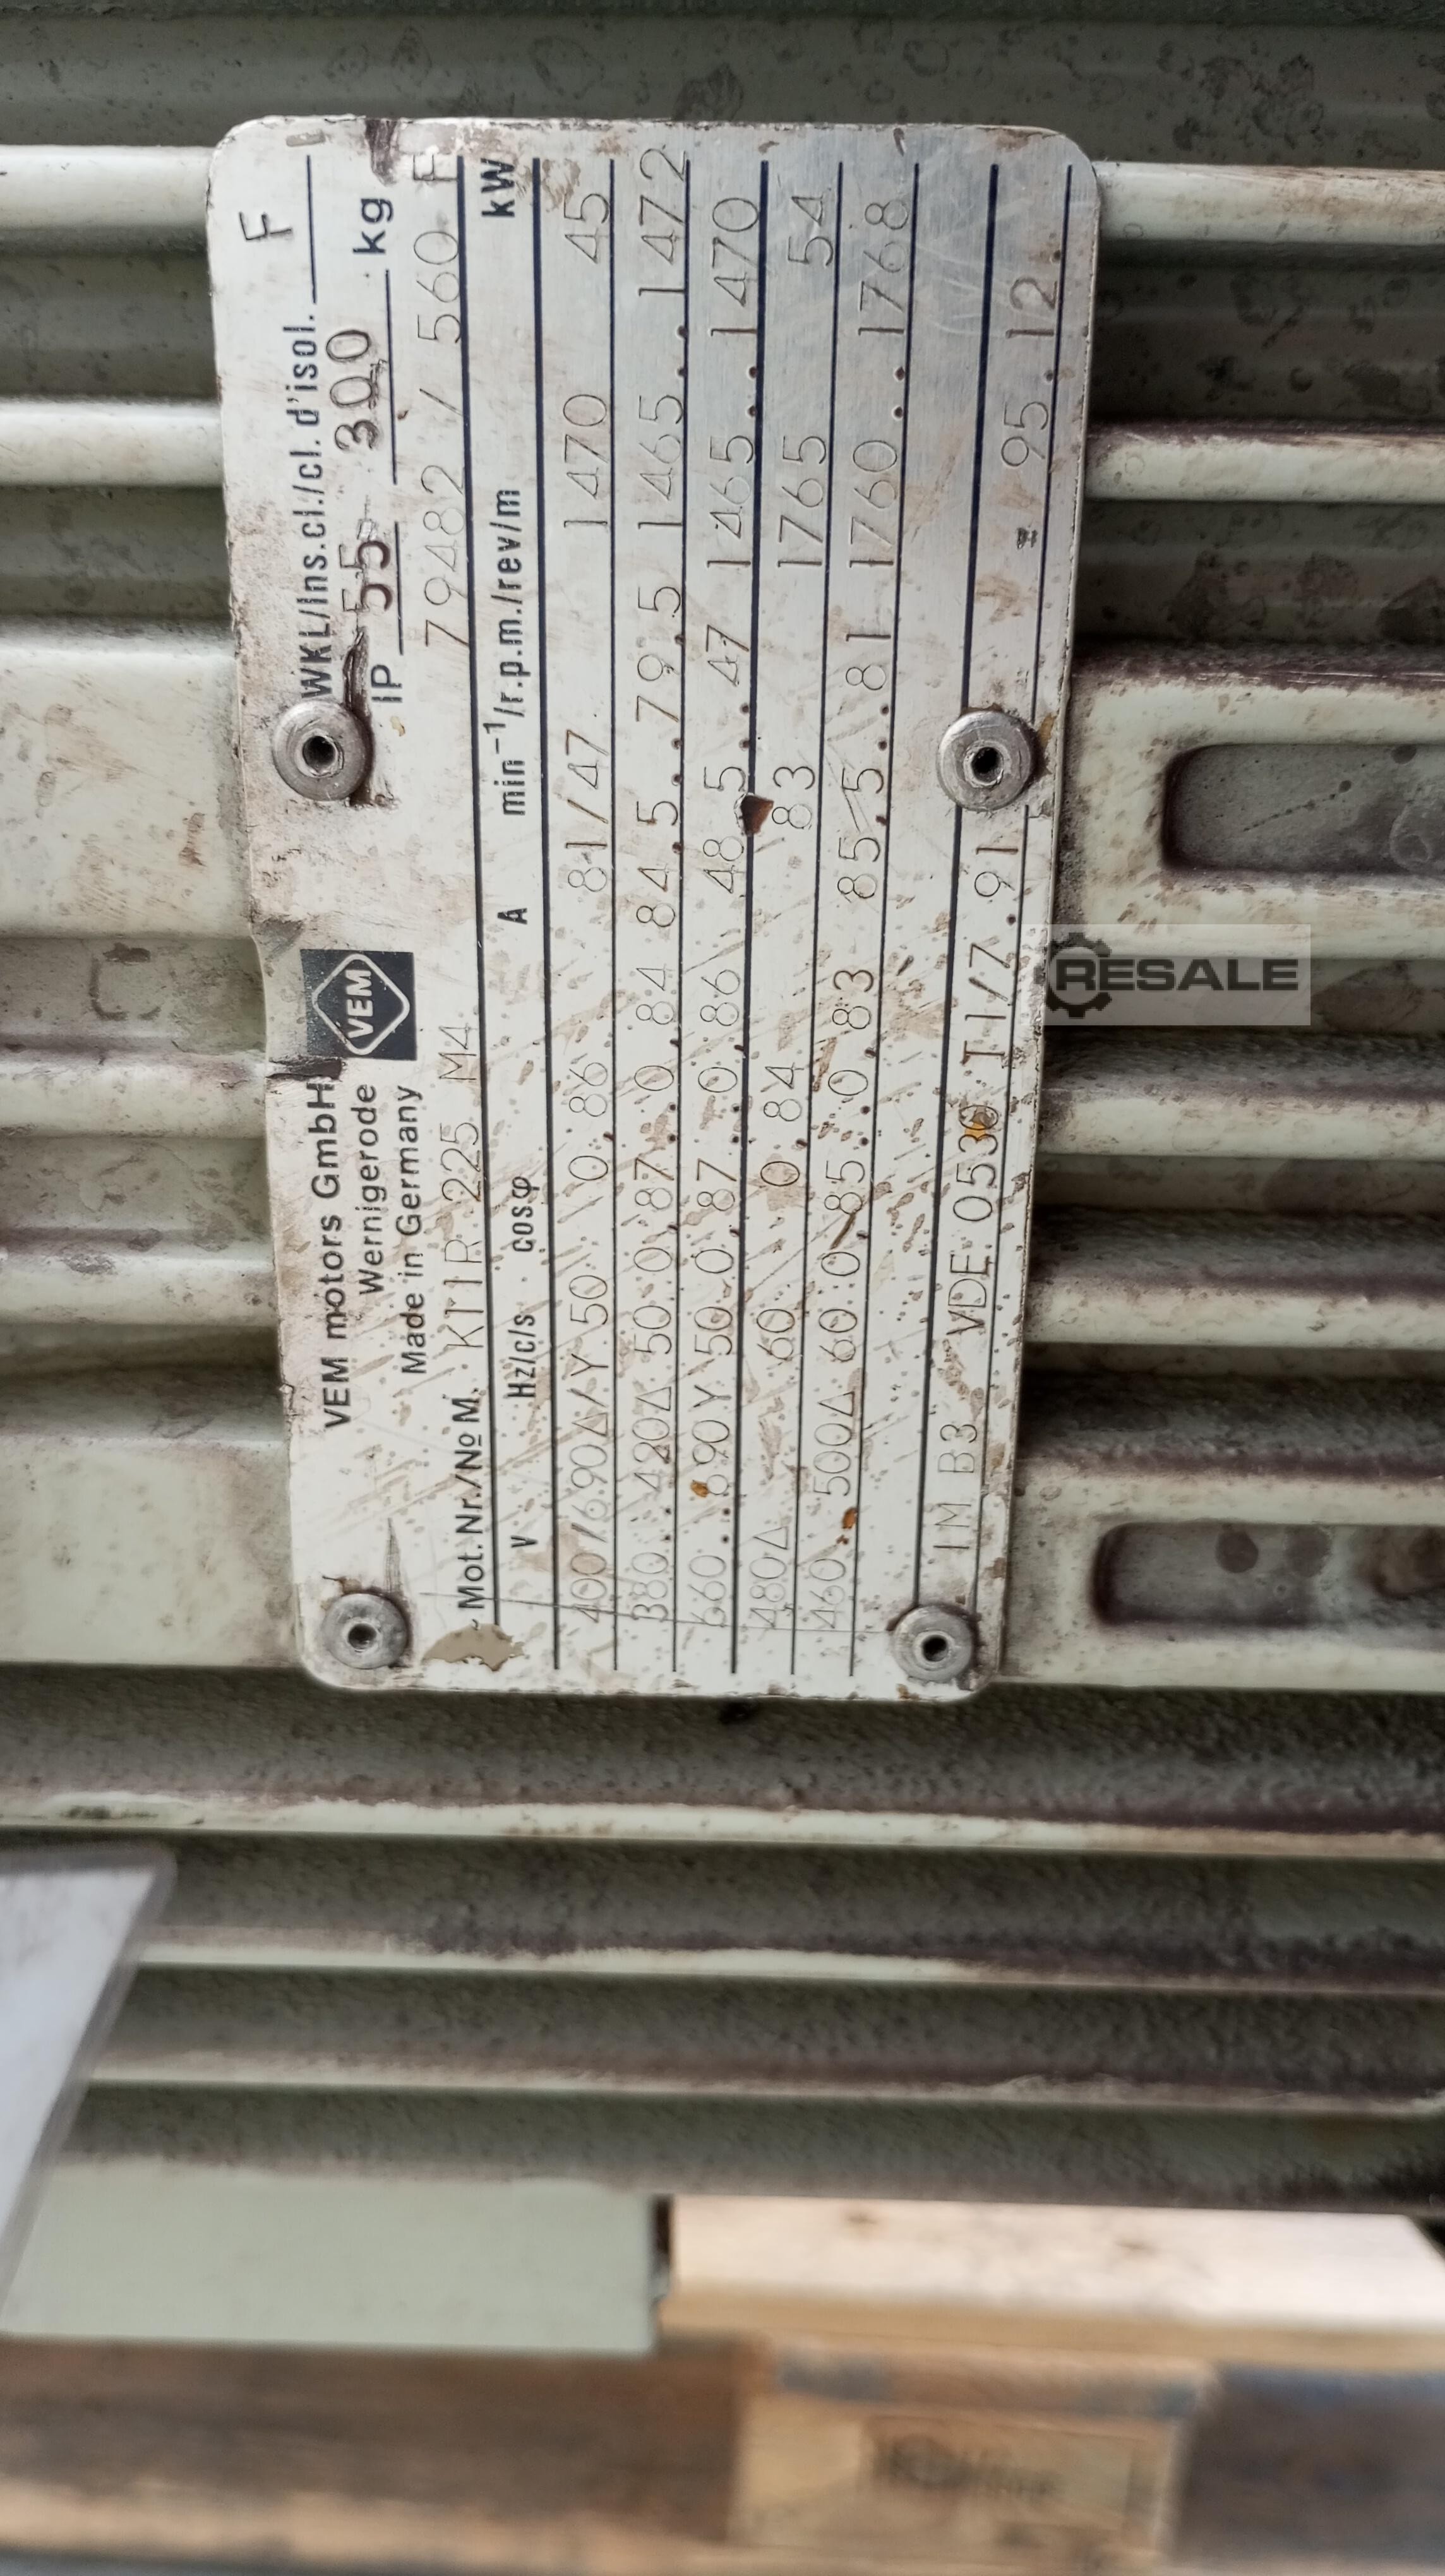 VEM motors GmbH
Wernigerode
Made in Germany
VEM
WKL/Ins.cl./cl.d'isol. F
IP 55 300 kg
Mot.Nr./№ M. K11R 225 M4 79482 / 560 F
V Hz/c/s cosφ A min⁻¹/r.p.m./rev/m kW
400/690Δ/Y 50 0.86 81/47 1470 45
380..420Δ 50 0.87..0.84 84.5..79.5 1465..1472
660..690Y 50 0.87..0.86 48.5..47 1465..1470
480Δ 60 0.84 83 1765 54
460..500Δ 60 0.85..0.83 85.5..81 1760..1768
IM B3 VDE 0530 T1/7.91
95.12
RESALE